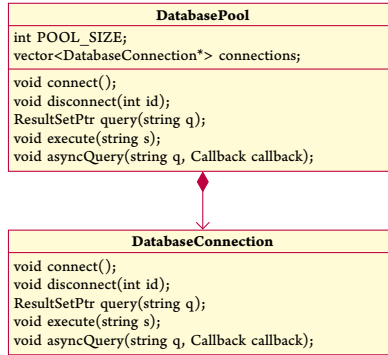 DatabasePool
int POOL_SIZE;
vector<DatabaseConnection*> connections;
void connect();
void disconnect(int id);
ResultSetPtr query(string q);
void execute(string s);
void asyncQuery(string q, Callback callback);
DatabaseConnection
void connect();
void disconnect(int id);
ResultSetPtr query(string q);
void execute(string s);
void asyncQuery(string q, Callback callback);